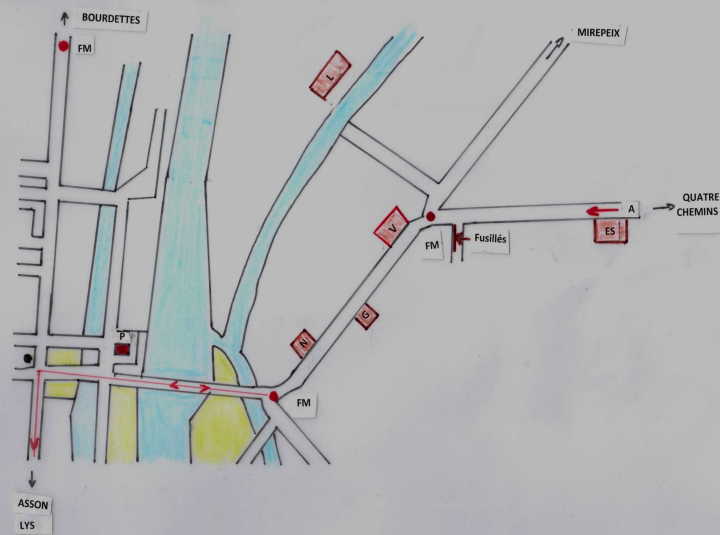 BOURDETTES
FM
MIREPEIX
L
A
QUATRE
CHEMINS
V
ES
FM
Fusillés
G
N
P
FM
ASSON
LYS